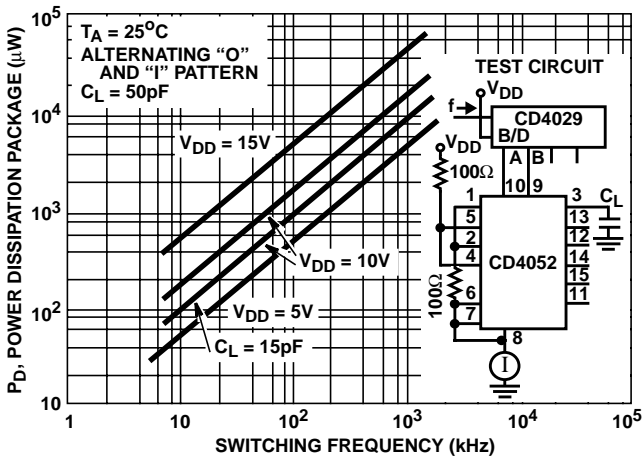 T_A = 25°C
ALTERNATING “O”
AND “I” PATTERN
C_L = 50pF
V_DD = 15V
V_DD = 10V
V_DD = 5V
C_L = 15pF
P_D, POWER DISSIPATION PACKAGE (µW)
10^5
10^4
10^3
10^2
10
1
10
10^2
10^3
10^4
10^5
SWITCHING FREQUENCY (kHz)
TEST CIRCUIT
V_DD
f
CD4029
B/D
A B
V_DD
100Ω
10 9
1
5
2
4
100Ω
6
7
8
CD4052
3
13
12
14
15
11
C_L
I